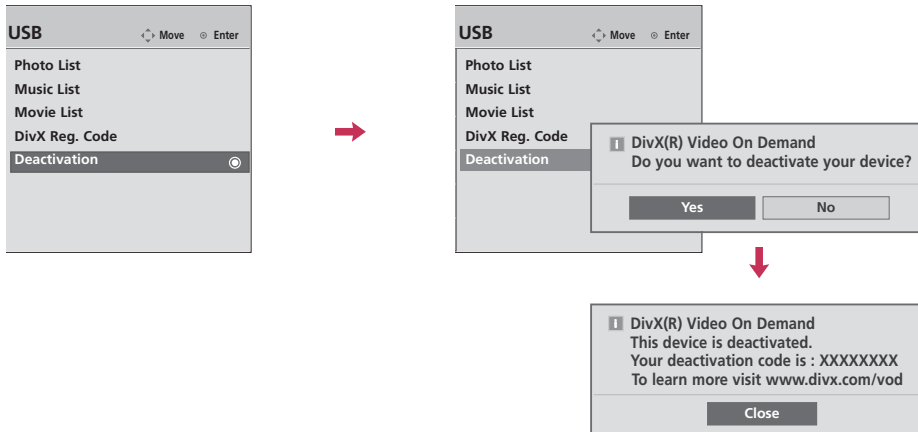 USB Move Enter
Photo List
Music List
Movie List
DivX Reg. Code
Deactivation
USB Move Enter
Photo List
Music List
Movie List
DivX Reg. Code
Deactivation
i DivX(R) Video On Demand
Do you want to deactivate your device?
Yes No
i DivX(R) Video On Demand
This device is deactivated.
Your deactivation code is : XXXXXXXX
To learn more visit www.divx.com/vod
Close